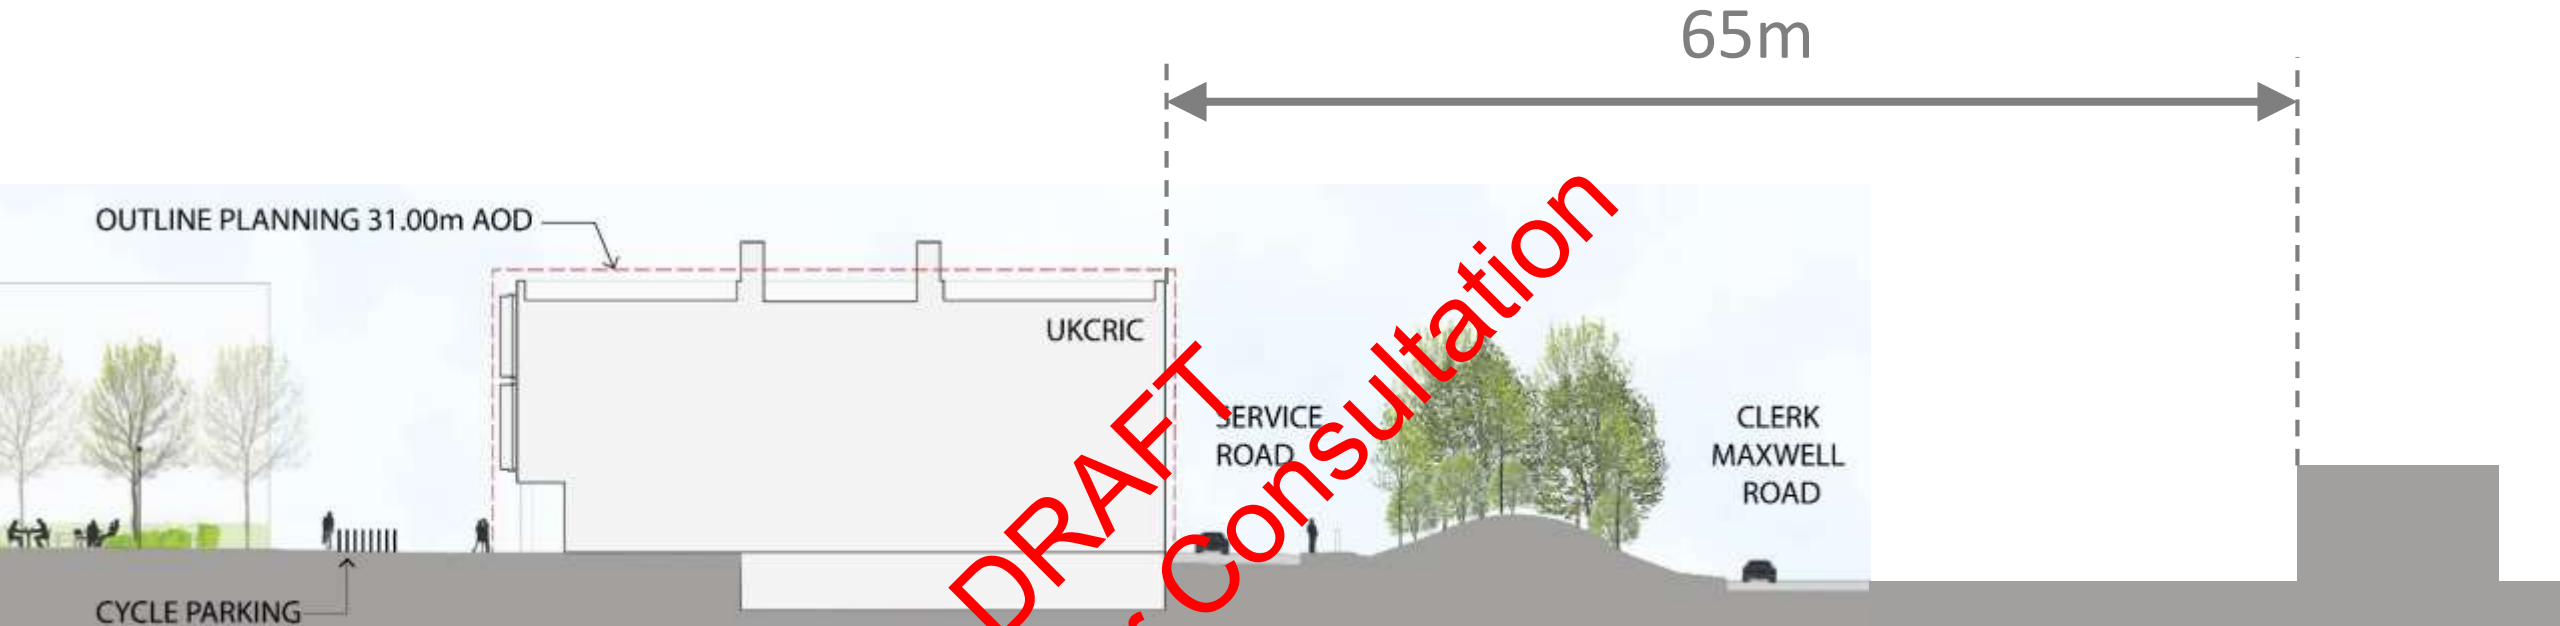 65m
OUTLINE PLANNING 31.00m AOD
UKCRIC
SERVICE
ROAD
CLERK
MAXWELL
ROAD
CYCLE PARKING
DRAFT
Consultation